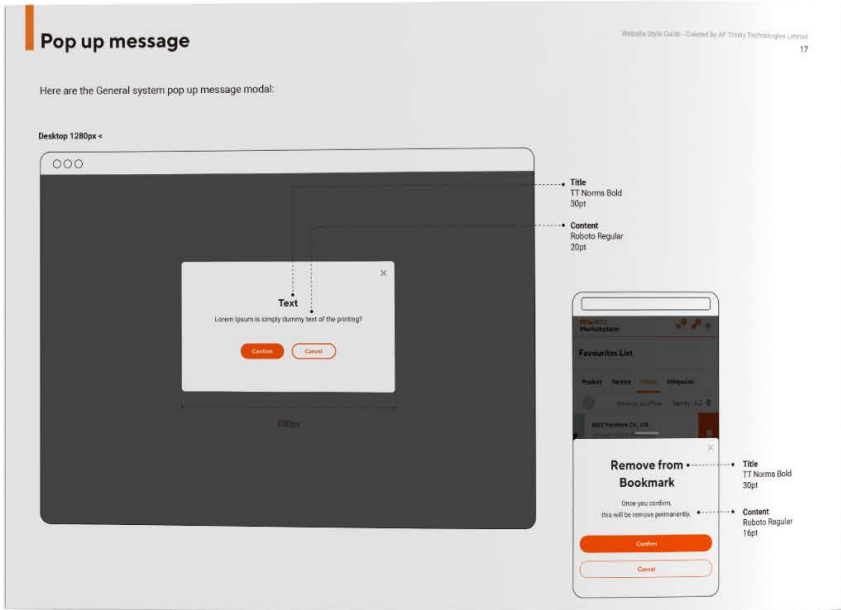 Pop up message
Website Style Guide - Created by AP Trinity Technologies Limited
17
Here are the General system pop up message modal:
Desktop 1280px <
Title
TT Norms Bold
30pt
Content
Roboto Regular
20pt
Text
Lorem Ipsum is simply dummy text of the printing?
Confirm
Cancel
Marketplace
Favourites List
Product Service
Sort by: A-Z
Remove from
Bookmark
Once you confirm,
this will be remove permanently.
Confirm
Cancel
Title
TT Norms Bold
30pt
Content
Roboto Regular
16pt